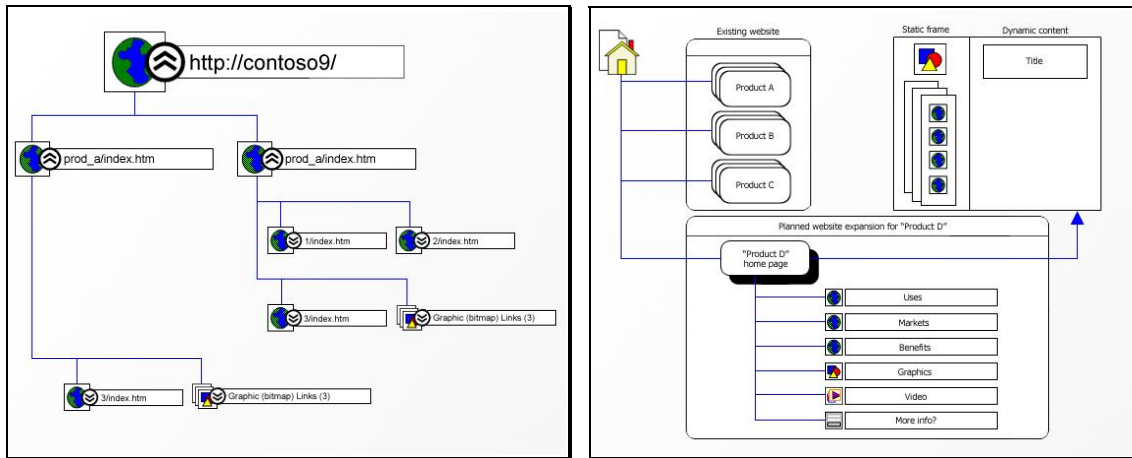 http://contoso9/
prod_a/index.htm
prod_a/index.htm
1/index.htm
2/index.htm
3/index.htm
Graphic (bitmap) Links (3)
3/index.htm
Graphic (bitmap) Links (3)
Existing website
Product A
Product B
Product C
Static frame
Dynamic content
Title
Planned website expansion for “Product D”
“Product D”
home page
Uses
Markets
Benefits
Graphics
Video
More info?